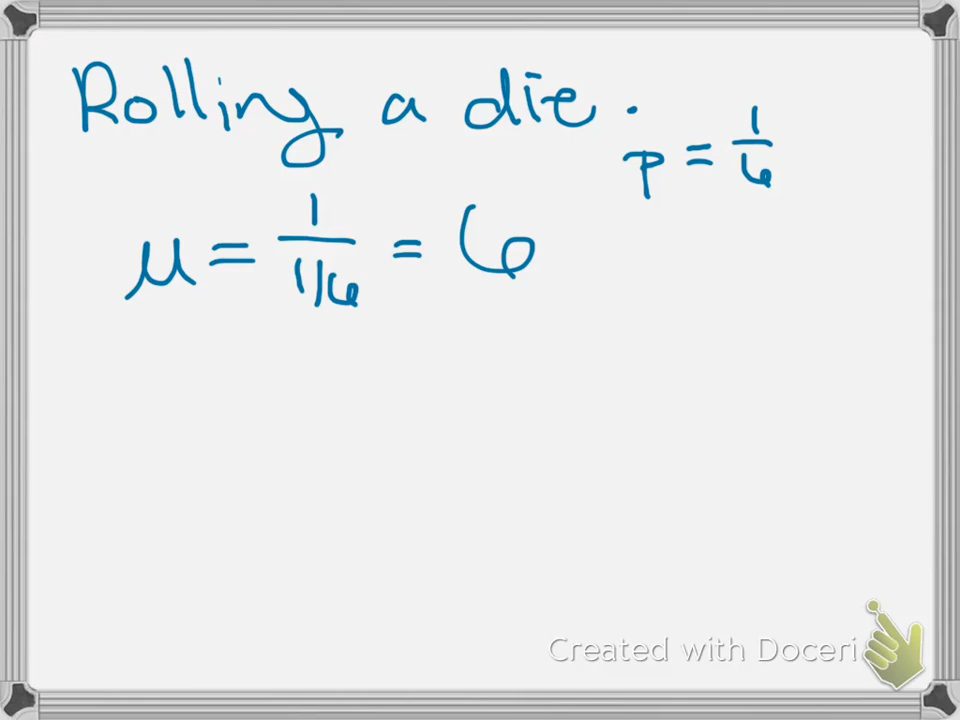 Rolling a die.
p = 1/6
μ = 1/(1/6) = 6
Created with Doceri